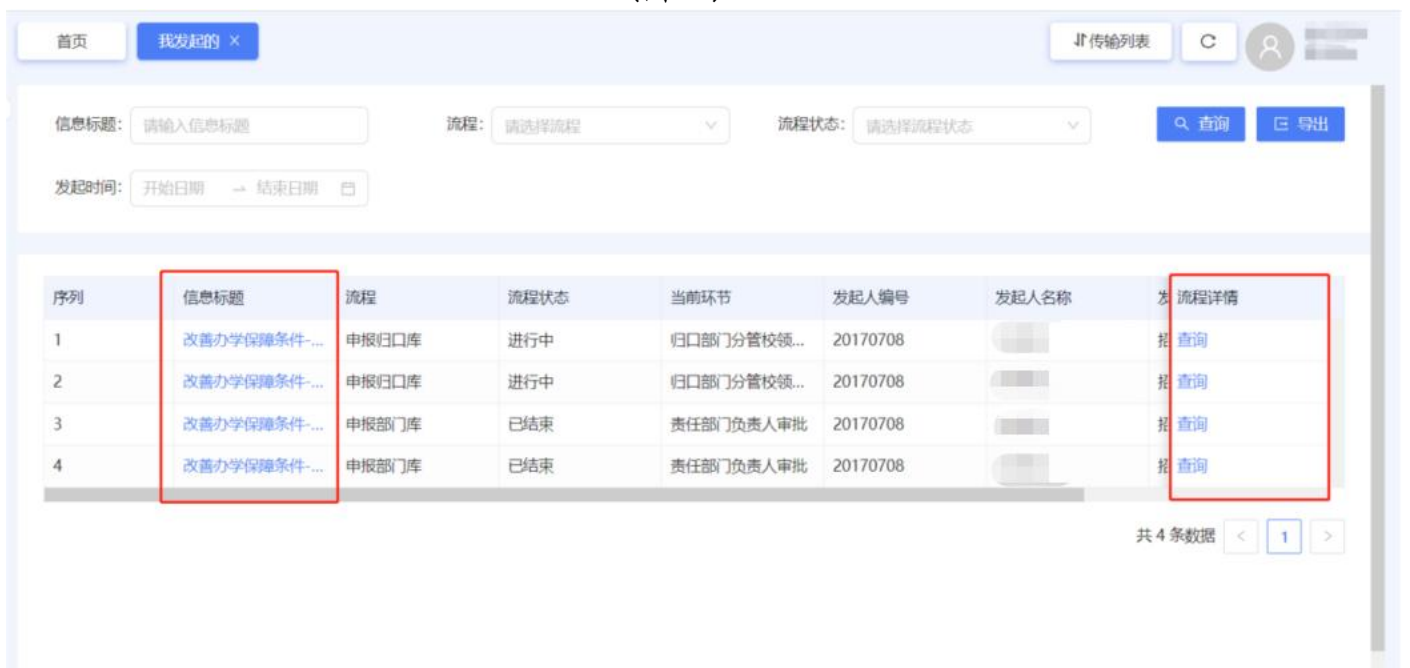 首页 我发起的 × 传输列表 C
信息标题: 请输入信息标题 流程: 请选择流程 流程状态: 请选择流程状态 查询 导出
发起时间: 开始日期 → 结束日期
序列 信息标题 流程 流程状态 当前环节 发起人编号 发起人名称 发 流程详情
1 改善办学保障条件-... 申报归口库 进行中 归口部门分管校领... 20170708 招 查询
2 改善办学保障条件-... 申报归口库 进行中 归口部门分管校领... 20170708 招 查询
3 改善办学保障条件-... 申报部门库 已结束 责任部门负责人审批 20170708 招 查询
4 改善办学保障条件-... 申报部门库 已结束 责任部门负责人审批 20170708 招 查询
共 4 条数据 < 1 >